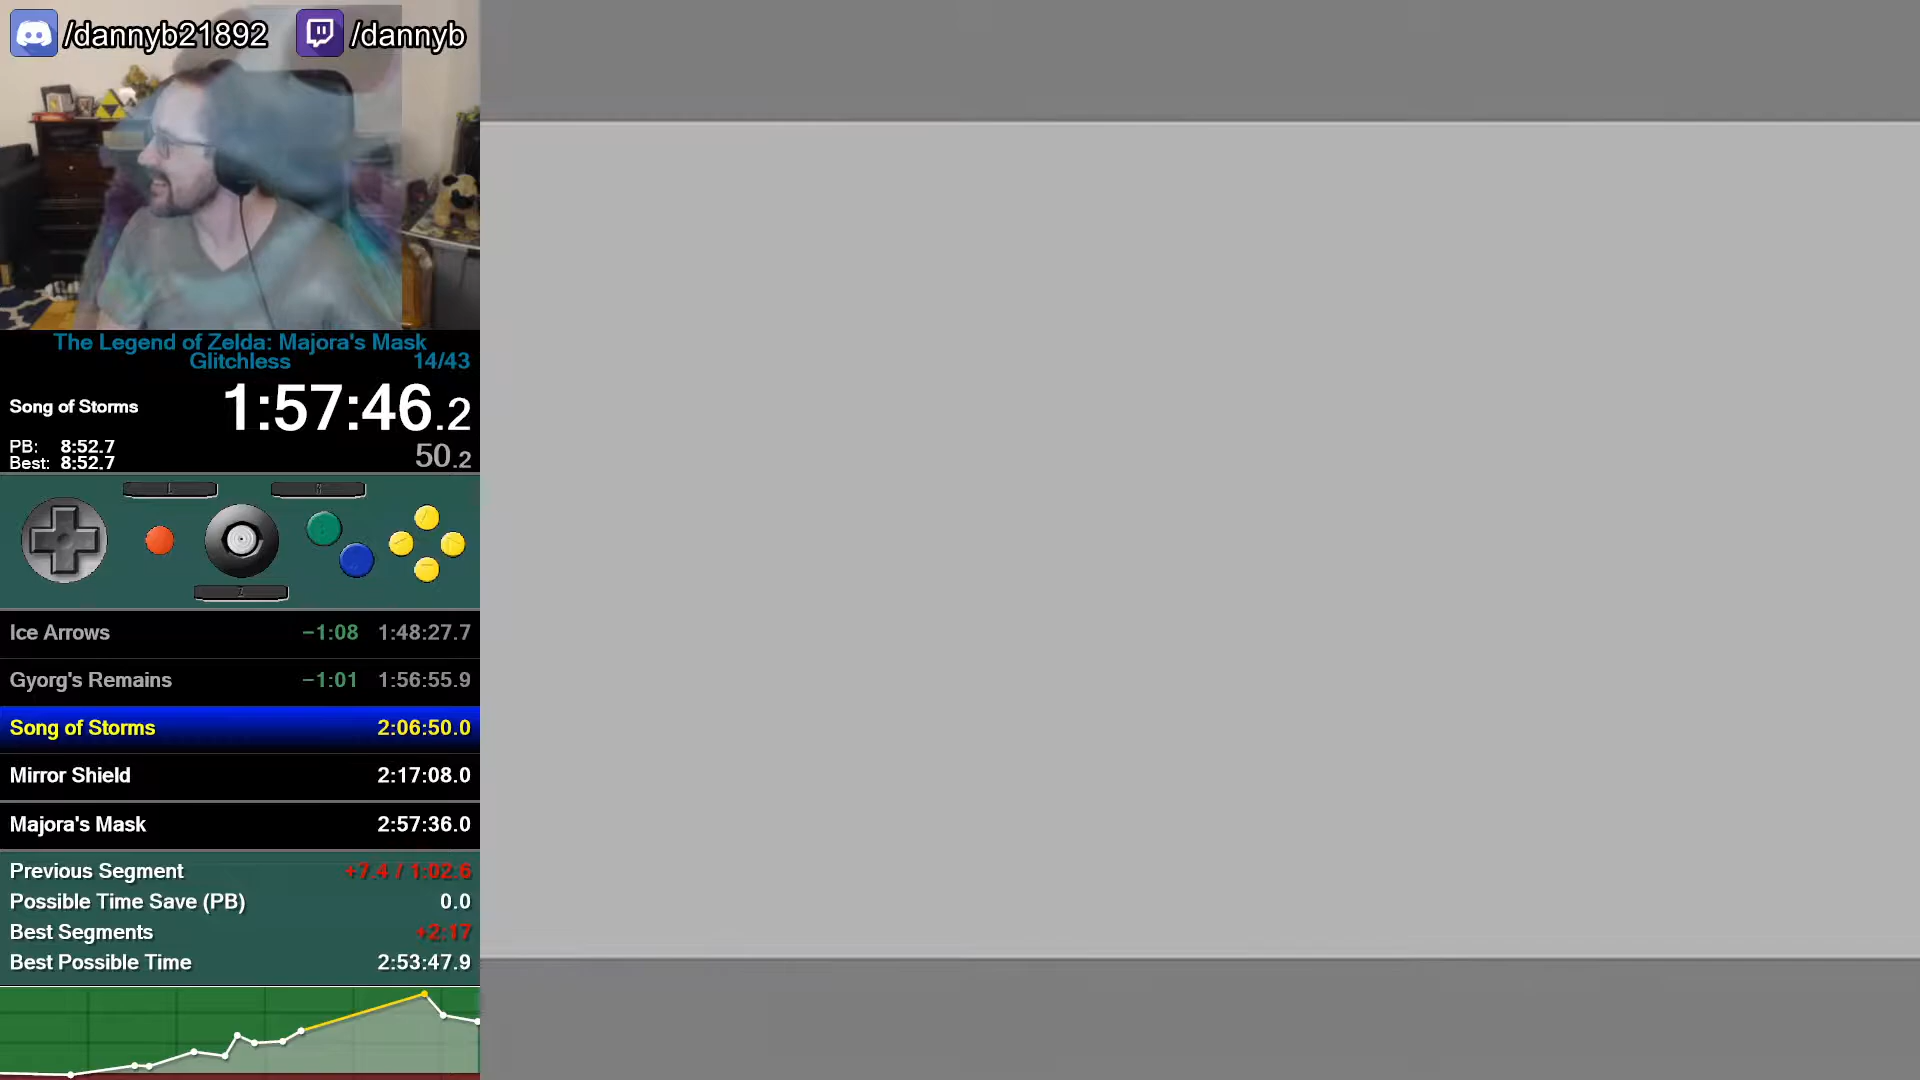 /dannyb21892 /dannyb
The Legend of Zelda: Majora's Mask
Glitchless 14/43
Song of Storms 1:57:46.2
PB: 8:52.7
Best: 8:52.7 50.2
Ice Arrows −1:08 1:48:27.7
Gyorg's Remains −1:01 1:56:55.9
Song of Storms 2:06:50.0
Mirror Shield 2:17:08.0
Majora's Mask 2:57:36.0
Previous Segment +7.4 / 1:02.6
Possible Time Save (PB) 0.0
Best Segments +2:17
Best Possible Time 2:53:47.9